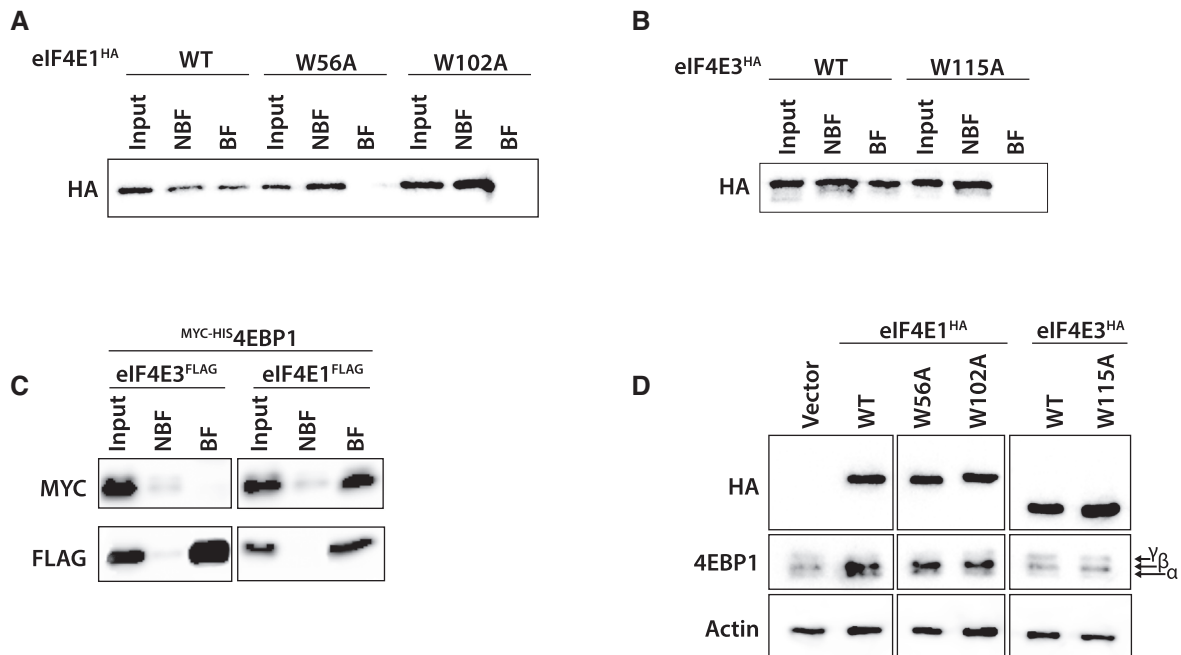 A
eIF4E1HA WT W56A W102A
Input NBF BF Input NBF BF Input NBF BF
HA
B
eIF4E3HA WT W115A
Input NBF BF Input NBF BF
HA
C
MYC-HIS4EBP1
eIF4E3FLAG eIF4E1FLAG
Input NBF BF Input NBF BF
MYC
FLAG
D
eIF4E1HA eIF4E3HA
Vector WT W56A W102A WT W115A
HA
4EBP1 γ β α
Actin